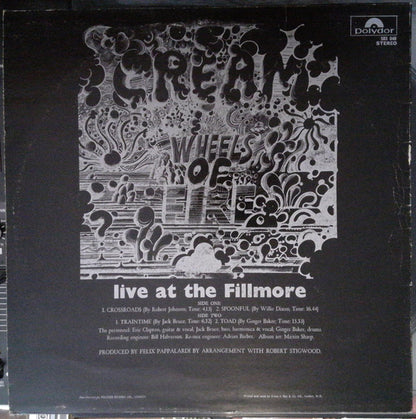 Polydor
583 040
STEREO
CREAM
WHEELS
OF
FIRE
live at the Fillmore
SIDE ONE
1. CROSSROADS (By Robert Johnson, Time: 4.13) 2. SPOONFUL (By Willie Dixon, Time: 16.44)
SIDE TWO
1. TRAINTIME (By Jack Bruce, Time: 6.52) 2. TOAD (By Ginger Baker, Time: 15.53)
The personnel: Eric Clapton, guitar & vocal, Jack Bruce, bass, harmonica & vocal, Ginger Baker, drums
Recording engineer: Bill Halverson. Re-mix engineer: Adrian Barber. Album art: Martin Sharp.
PRODUCED BY FELIX PAPPALARDI BY ARRANGEMENT WITH ROBERT STIGWOOD.